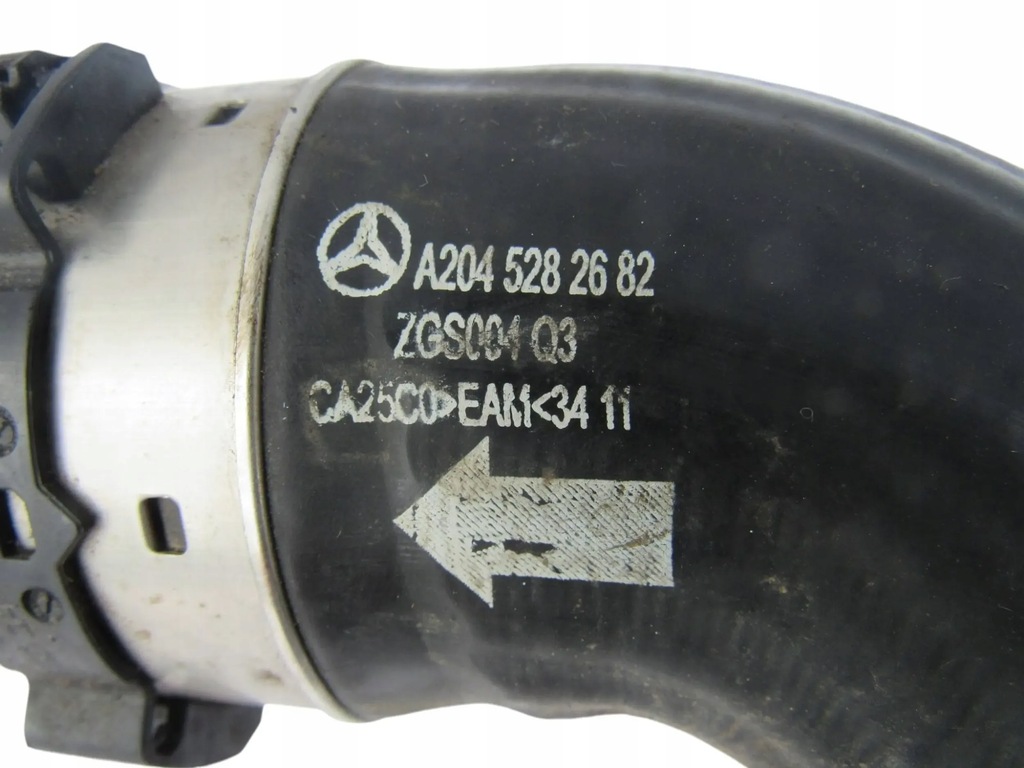 A204 528 26 82
ZGS001 Q3
CA25C0>EAM<34 11